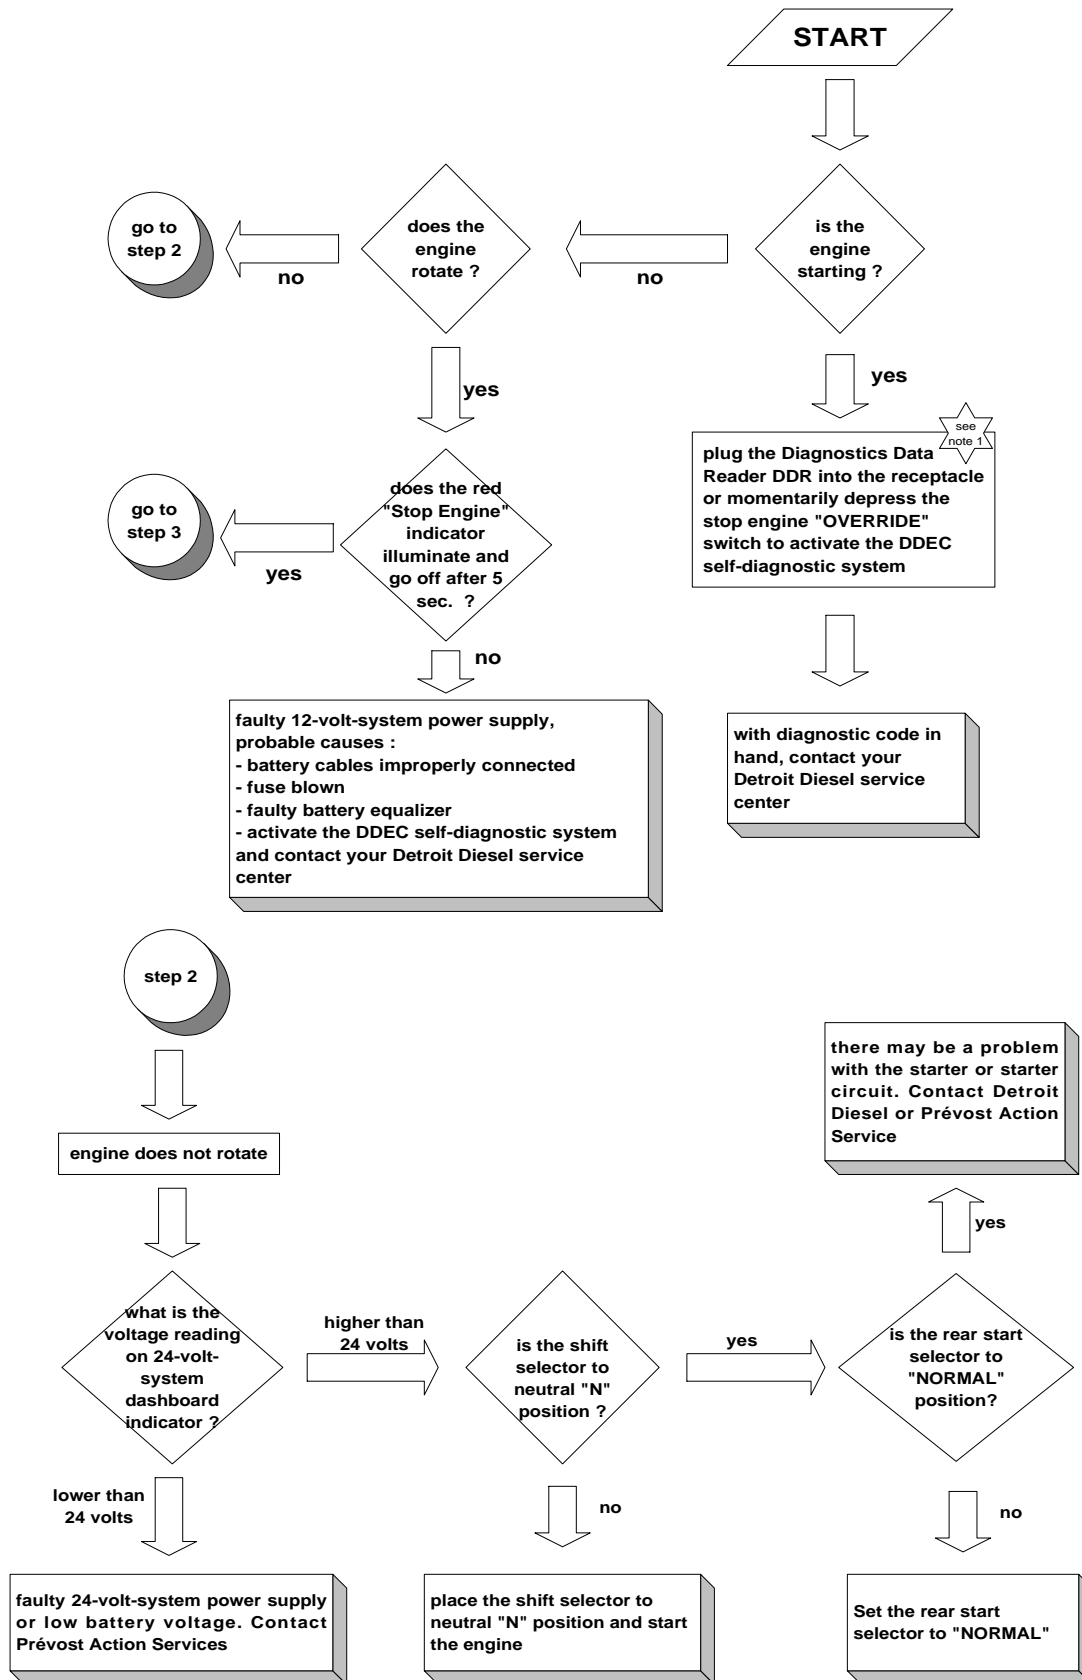 START
go to
step 2
no
does the
engine
rotate ?
no
is the
engine
starting ?
yes
yes
see
note 1
plug the Diagnostics Data
Reader DDR into the receptacle
or momentarily depress the
stop engine "OVERRIDE"
switch to activate the DDEC
self-diagnostic system
go to
step 3
yes
does the red
"Stop Engine"
indicator
illuminate and
go off after 5
sec.  ?
no
faulty 12-volt-system power supply,
probable causes :
- battery cables improperly connected
- fuse blown
- faulty battery equalizer
- activate the DDEC self-diagnostic system
and contact your Detroit Diesel service
center
with diagnostic code in
hand, contact your
Detroit Diesel service
center
step 2
engine does not rotate
there may be a problem
with the starter or starter
circuit. Contact Detroit
Diesel or Prévost Action
Service
yes
what is the
voltage reading
on 24-volt-
system
dashboard
indicator ?
higher than
24 volts
is the shift
selector to
neutral "N"
position ?
yes
is the rear start
selector to
"NORMAL"
position?
lower than
24 volts
no
no
faulty 24-volt-system power supply
or low battery voltage. Contact
Prévost Action Services
place the shift selector to
neutral "N" position and start
the engine
Set the rear start
selector to "NORMAL"